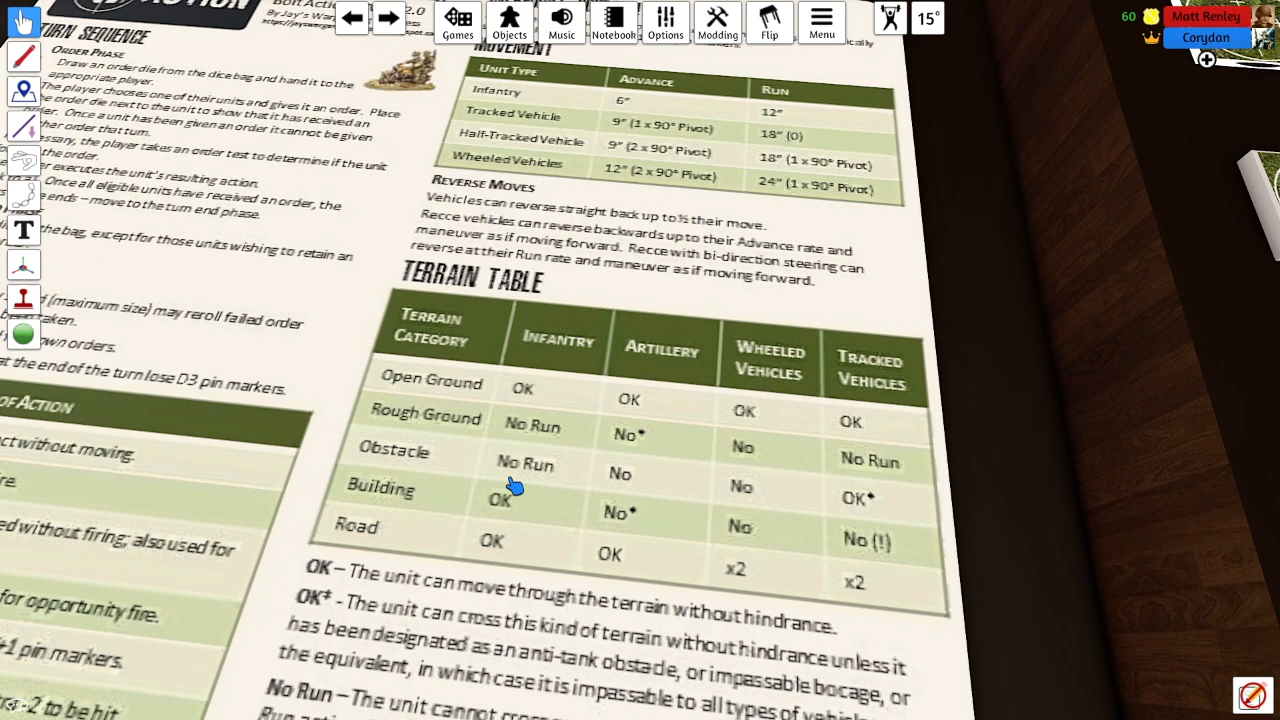 Games
Objects
Music
Notebook
Options
Modding
Flip
Menu
15°
60
Matt Renley
Corydan
T
ACTION
2.0
By Jay's
TURN SEQUENCE
ORDER PHASE
Draw an order die from the dice bag and hand it to the
appropriate player.
The player chooses one of their units and gives it an order. Place
order die next to the unit to show that it has received an
Once a unit has been given an order it cannot be given
order that turn.
the player takes an order test to determine if the unit
the order.
executes the unit's resulting action.
Once all eligible units have received an order, the
ends – move to the turn end phase.
the bag, except for those units wishing to retain an
(maximum size) may reroll failed order
taken.
own orders.
at the end of the turn lose D3 pin markers.
OF ACTION
without moving.
without firing; also used for
for opportunity fire.
+1 pin markers.
-2 to be hit
MOVEMENT
UNIT TYPE ADVANCE RUN
Infantry 6" 12"
Tracked Vehicle 9" (1 x 90° Pivot) 18" (0)
Half-Tracked Vehicle 9" (2 x 90° Pivot) 18" (1 x 90° Pivot)
Wheeled Vehicles 12" (2 x 90° Pivot) 24" (1 x 90° Pivot)
REVERSE MOVES
Vehicles can reverse straight back up to ½ their move.
Recce vehicles can reverse backwards up to their Advance rate and
maneuver as if moving forward. Recce with bi-direction steering can
reverse at their Run rate and maneuver as if moving forward.
TERRAIN TABLE
TERRAIN CATEGORY INFANTRY ARTILLERY WHEELED VEHICLES TRACKED VEHICLES
Open Ground OK OK OK OK
Rough Ground No Run No* No No Run
Obstacle No Run No No OK*
Building OK No* No No (!)
Road OK OK x2 x2
OK – The unit can move through the terrain without hindrance.
OK* - The unit can cross this kind of terrain without hindrance unless it
has been designated as an anti-tank obstacle, or impassable bocage, or
the equivalent, in which case it is impassable to all types of
No Run – The unit cannot
Run